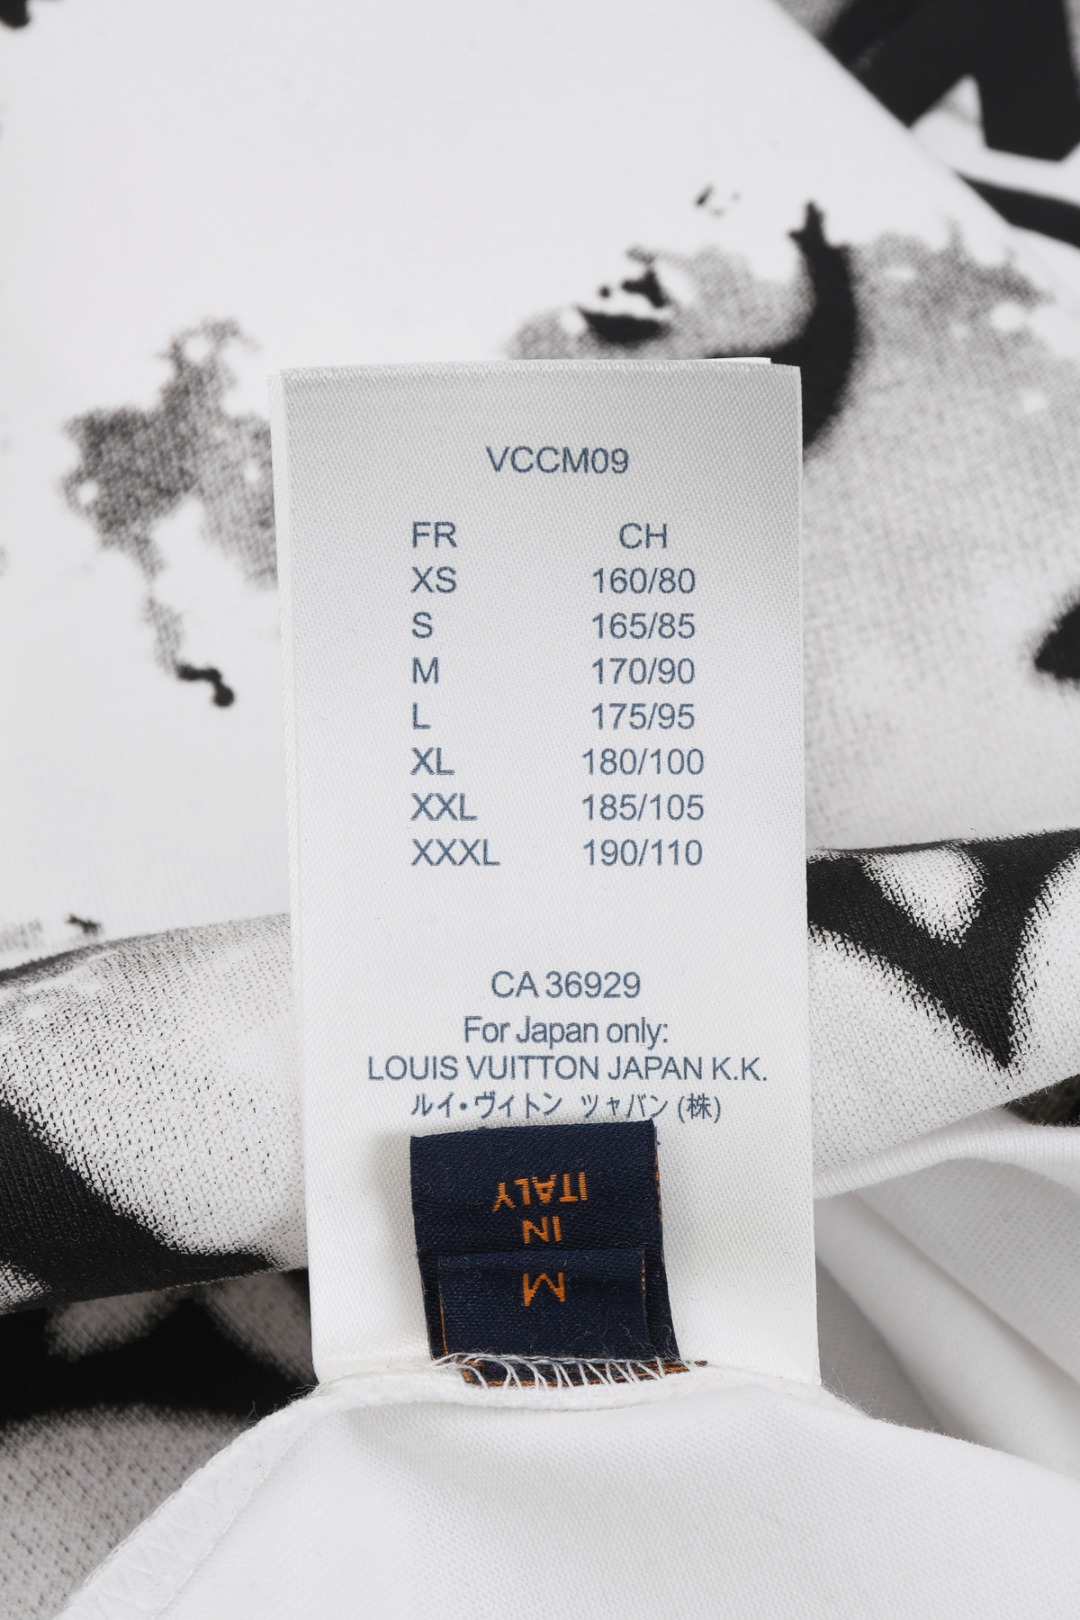 VCCM09
FR CH
XS 160/80
S 165/85
M 170/90
L 175/95
XL 180/100
XXL 185/105
XXXL 190/110
CA 36929
For Japan only:
LOUIS VUITTON JAPAN K.K.
ルイ・ヴィトン ジャパン (株)
ITALY
IN
M